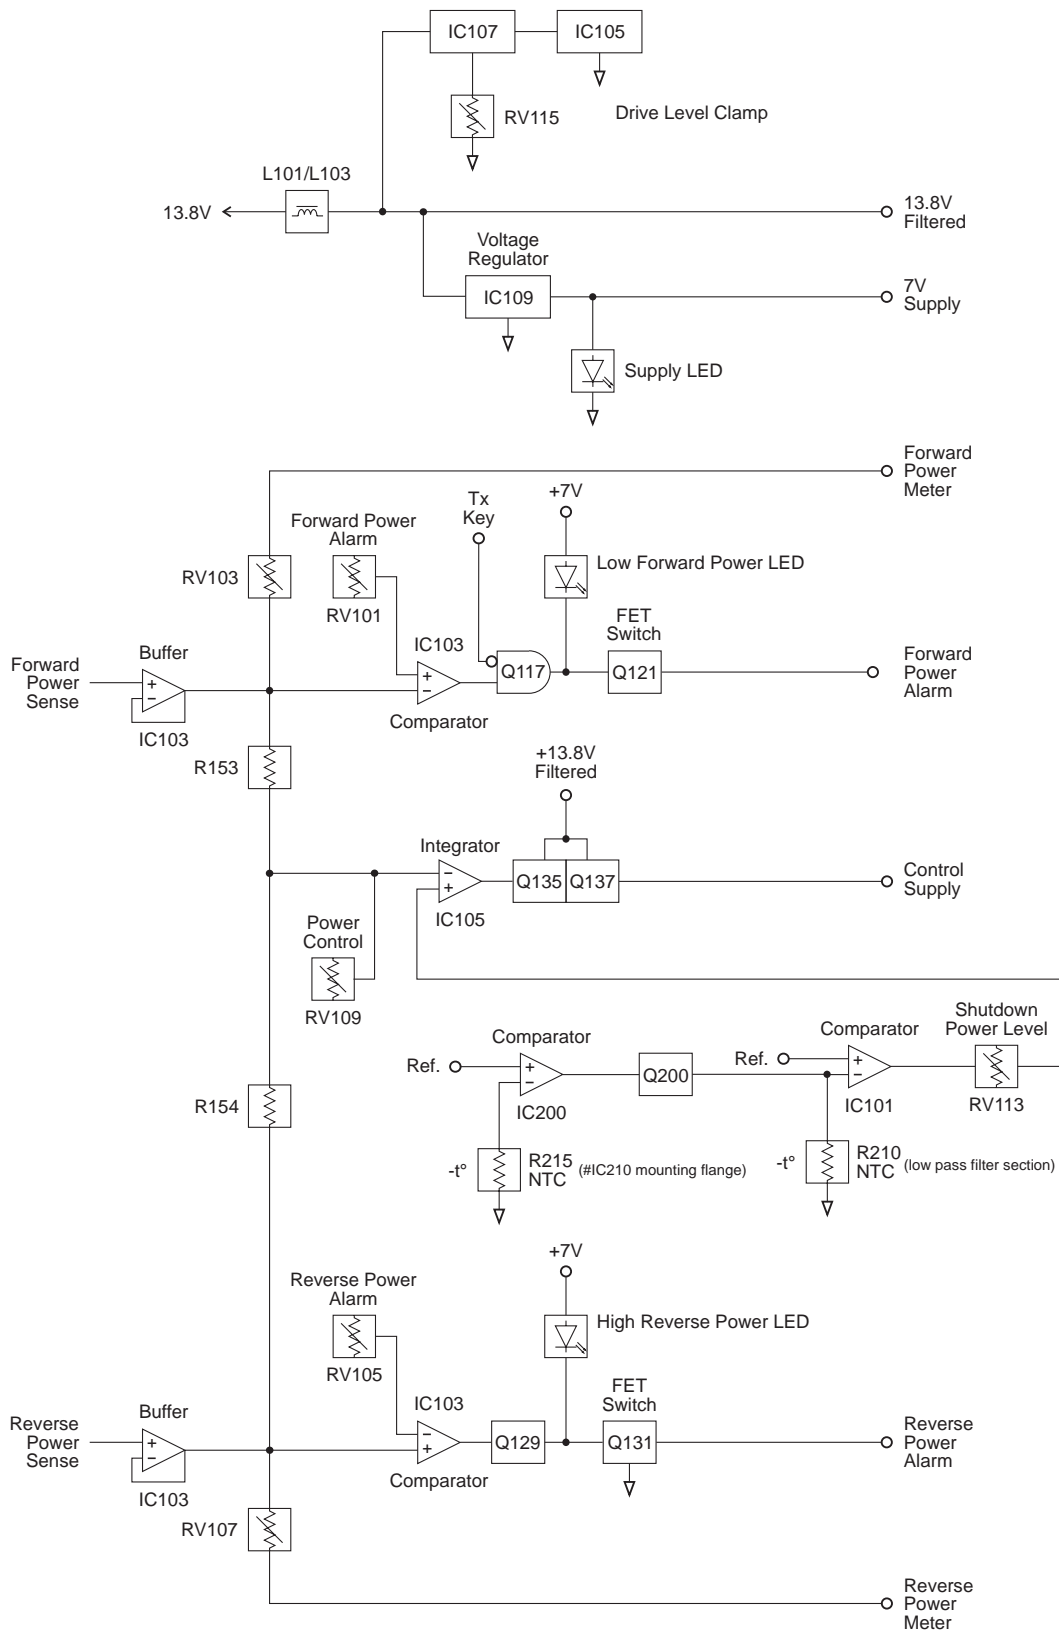 IC107
IC105
RV115
Drive Level Clamp
L101/L103
13.8V
13.8V
Filtered
Voltage
Regulator
IC109
7V
Supply
Supply LED
Forward
Power
Meter
Tx
Key
+7V
Forward Power
Alarm
RV103
RV101
Low Forward Power LED
FET
Switch
IC103
Buffer
Forward
Power
Sense
Q117
Q121
Forward
Power
Alarm
IC103
Comparator
R153
+13.8V
Filtered
Integrator
Q135
Q137
Control
Supply
IC105
Power
Control
RV109
Comparator
Ref.
Q200
IC200
Comparator
Ref.
IC101
Shutdown
Power Level
RV113
R154
-t°
R215
NTC
(#IC210 mounting flange)
-t°
R210
NTC
(low pass filter section)
+7V
Reverse Power
Alarm
RV105
High Reverse Power LED
FET
Switch
IC103
Buffer
Reverse
Power
Sense
Q129
Q131
Reverse
Power
Alarm
IC103
Comparator
RV107
Reverse
Power
Meter